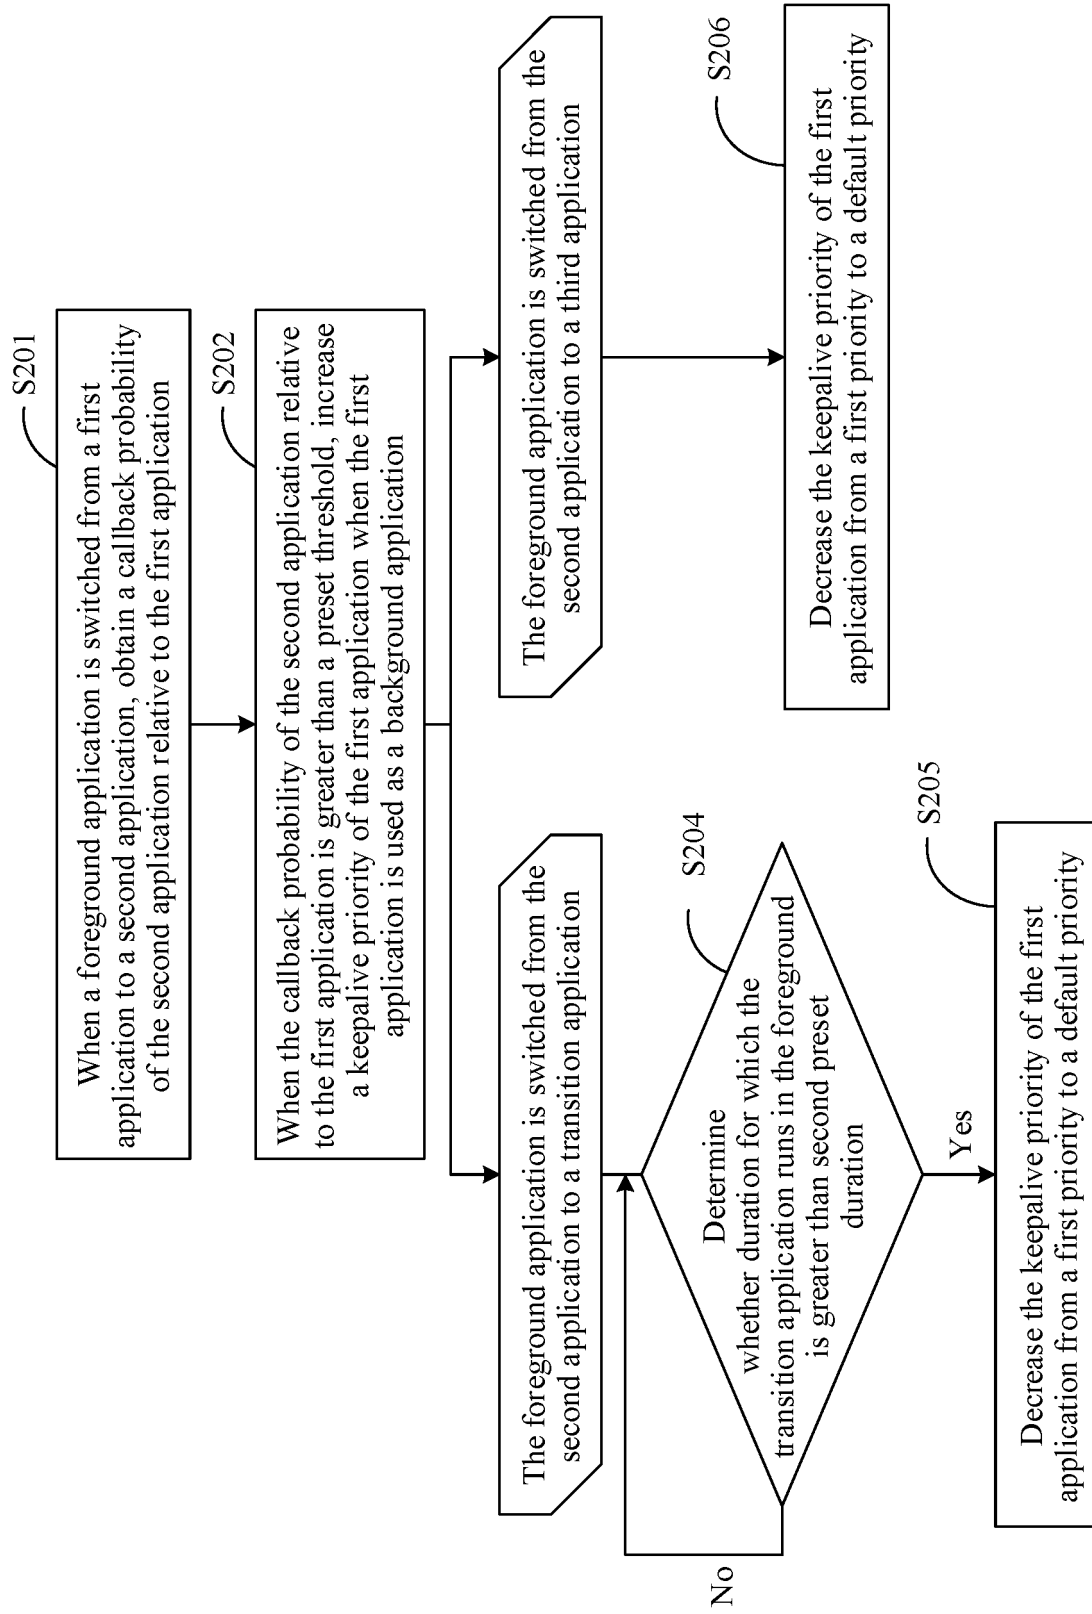 S201
When a foreground application is switched from a first
application to a second application, obtain a callback probability
of the second application relative to the first application
S202
When the callback probability of the second application relative
to the first application is greater than a preset threshold, increase
a keepalive priority of the first application when the first
application is used as a background application
The foreground application is switched from the
second application to a transition application
S204
Determine
whether duration for which the
transition application runs in the foreground
is greater than second preset
duration
No
Yes
S205
Decrease the keepalive priority of the first
application from a first priority to a default priority
The foreground application is switched from the
second application to a third application
S206
Decrease the keepalive priority of the first
application from a first priority to a default priority